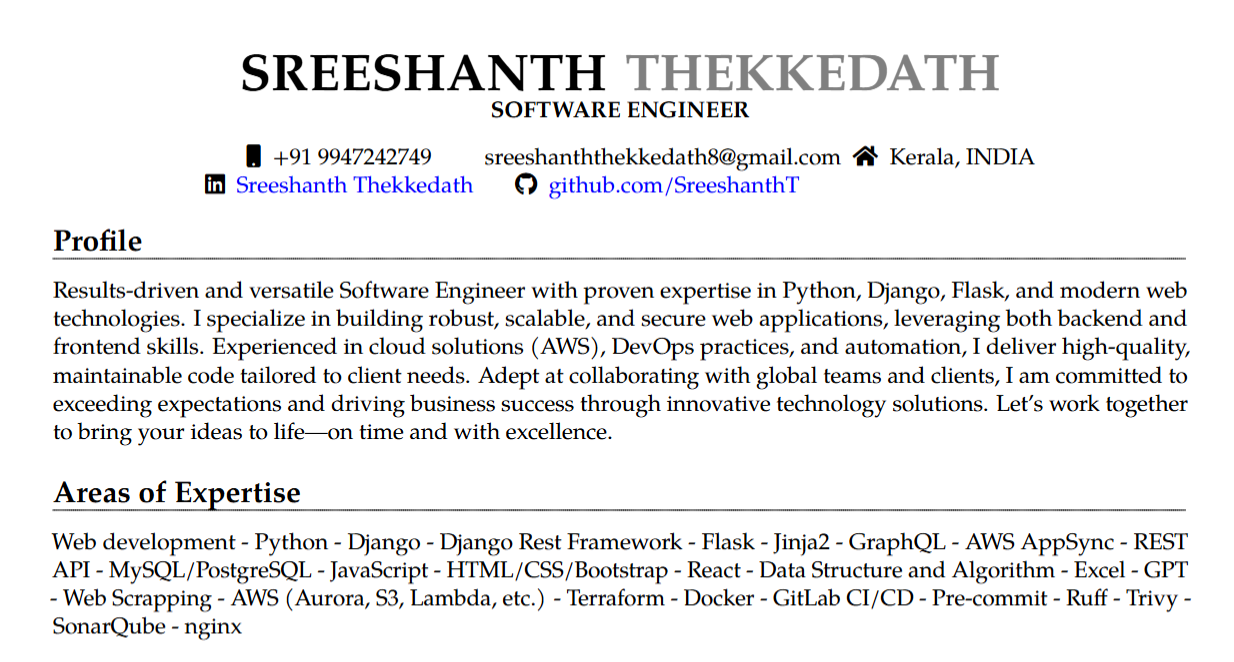 SREESHANTH THEKKEDATH
SOFTWARE ENGINEER
+91 9947242749 sreeshanththekkedath8@gmail.com Kerala, INDIA
Sreeshanth Thekkedath github.com/SreeshanthT
Profile
Results-driven and versatile Software Engineer with proven expertise in Python, Django, Flask, and modern web
technologies. I specialize in building robust, scalable, and secure web applications, leveraging both backend and
frontend skills. Experienced in cloud solutions (AWS), DevOps practices, and automation, I deliver high-quality,
maintainable code tailored to client needs. Adept at collaborating with global teams and clients, I am committed to
exceeding expectations and driving business success through innovative technology solutions. Let's work together
to bring your ideas to life—on time and with excellence.
Areas of Expertise
Web development - Python - Django - Django Rest Framework - Flask - Jinja2 - GraphQL - AWS AppSync - REST
API - MySQL/PostgreSQL - JavaScript - HTML/CSS/Bootstrap - React - Data Structure and Algorithm - Excel - GPT
- Web Scrapping - AWS (Aurora, S3, Lambda, etc.) - Terraform - Docker - GitLab CI/CD - Pre-commit - Ruff - Trivy -
SonarQube - nginx